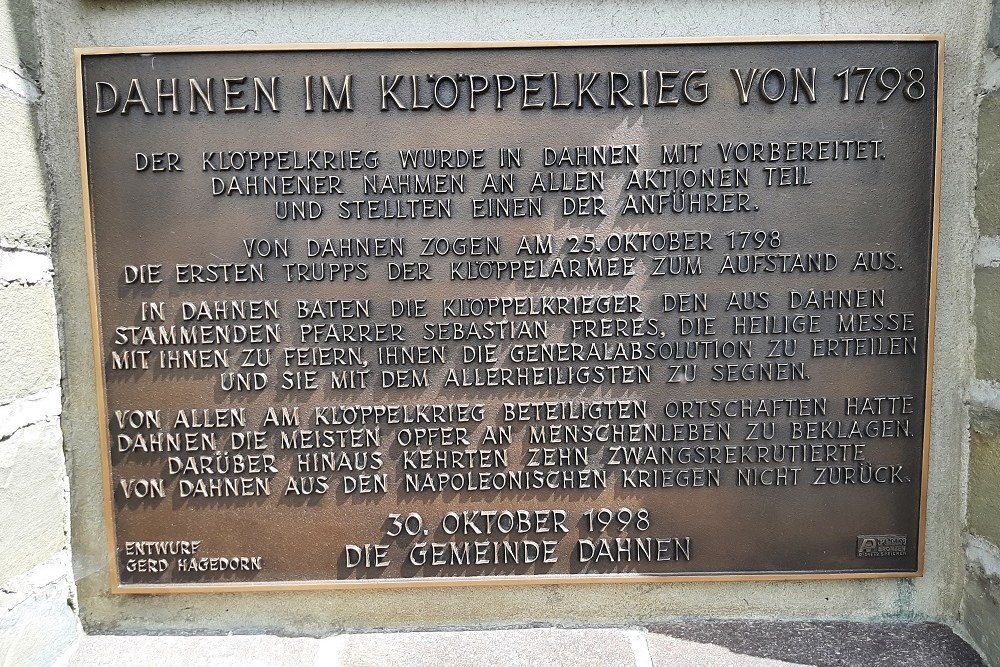 DAHNEN IM KLÖPPELKRIEG VON 1798
DER KLÖPPELKRIEG WURDE IN DAHNEN MIT VORBEREITET.
DAHNENER NAHMEN AN ALLEN AKTIONEN TEIL
UND STELLTEN EINEN DER ANFÜHRER.
VON DAHNEN ZOGEN AM 25. OKTOBER 1798
DIE ERSTEN TRUPPS DER KLÖPPELARMEE ZUM AUFSTAND AUS.
IN DAHNEN BATEN DIE KLÖPPELKRIEGER DEN AUS DAHNEN
STAMMENDEN PFARRER SEBASTIAN FRERES, DIE HEILIGE MESSE
MIT IHNEN ZU FEIERN, IHNEN DIE GENERALABSOLUTION ZU ERTEILEN
UND SIE MIT DEM ALLERHEILIGSTEN ZU SEGNEN.
VON ALLEN AM KLÖPPELKRIEG BETEILIGTEN ORTSCHAFTEN HATTE
DAHNEN DIE MEISTEN OPFER AN MENSCHENLEBEN ZU BEKLAGEN.
DARÜBER HINAUS KEHRTEN ZEHN ZWANGSREKRUTIERTE
VON DAHNEN AUS DEN NAPOLEONISCHEN KRIEGEN NICHT ZURÜCK.
30. OKTOBER 1998
DIE GEMEINDE DAHNEN
ENTWURF
GERD HAGEDORN